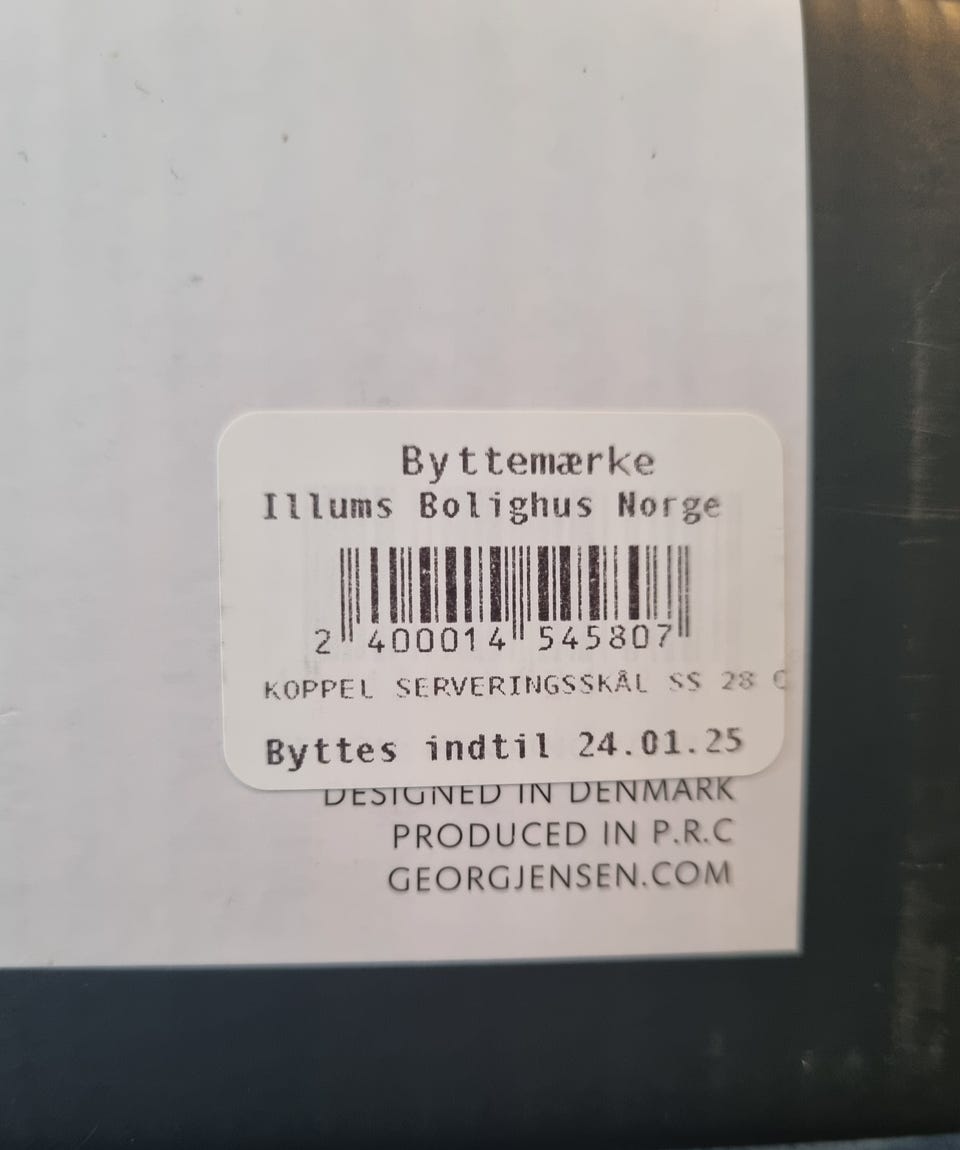 Byttemærke
Illums Bolighus Norge
2 400014 545807
KOPPEL SERVERINGSSKÅL SS 28 C
Byttes indtil 24.01.25
DESIGNED IN DENMARK
PRODUCED IN P.R.C
GEORGJENSEN.COM